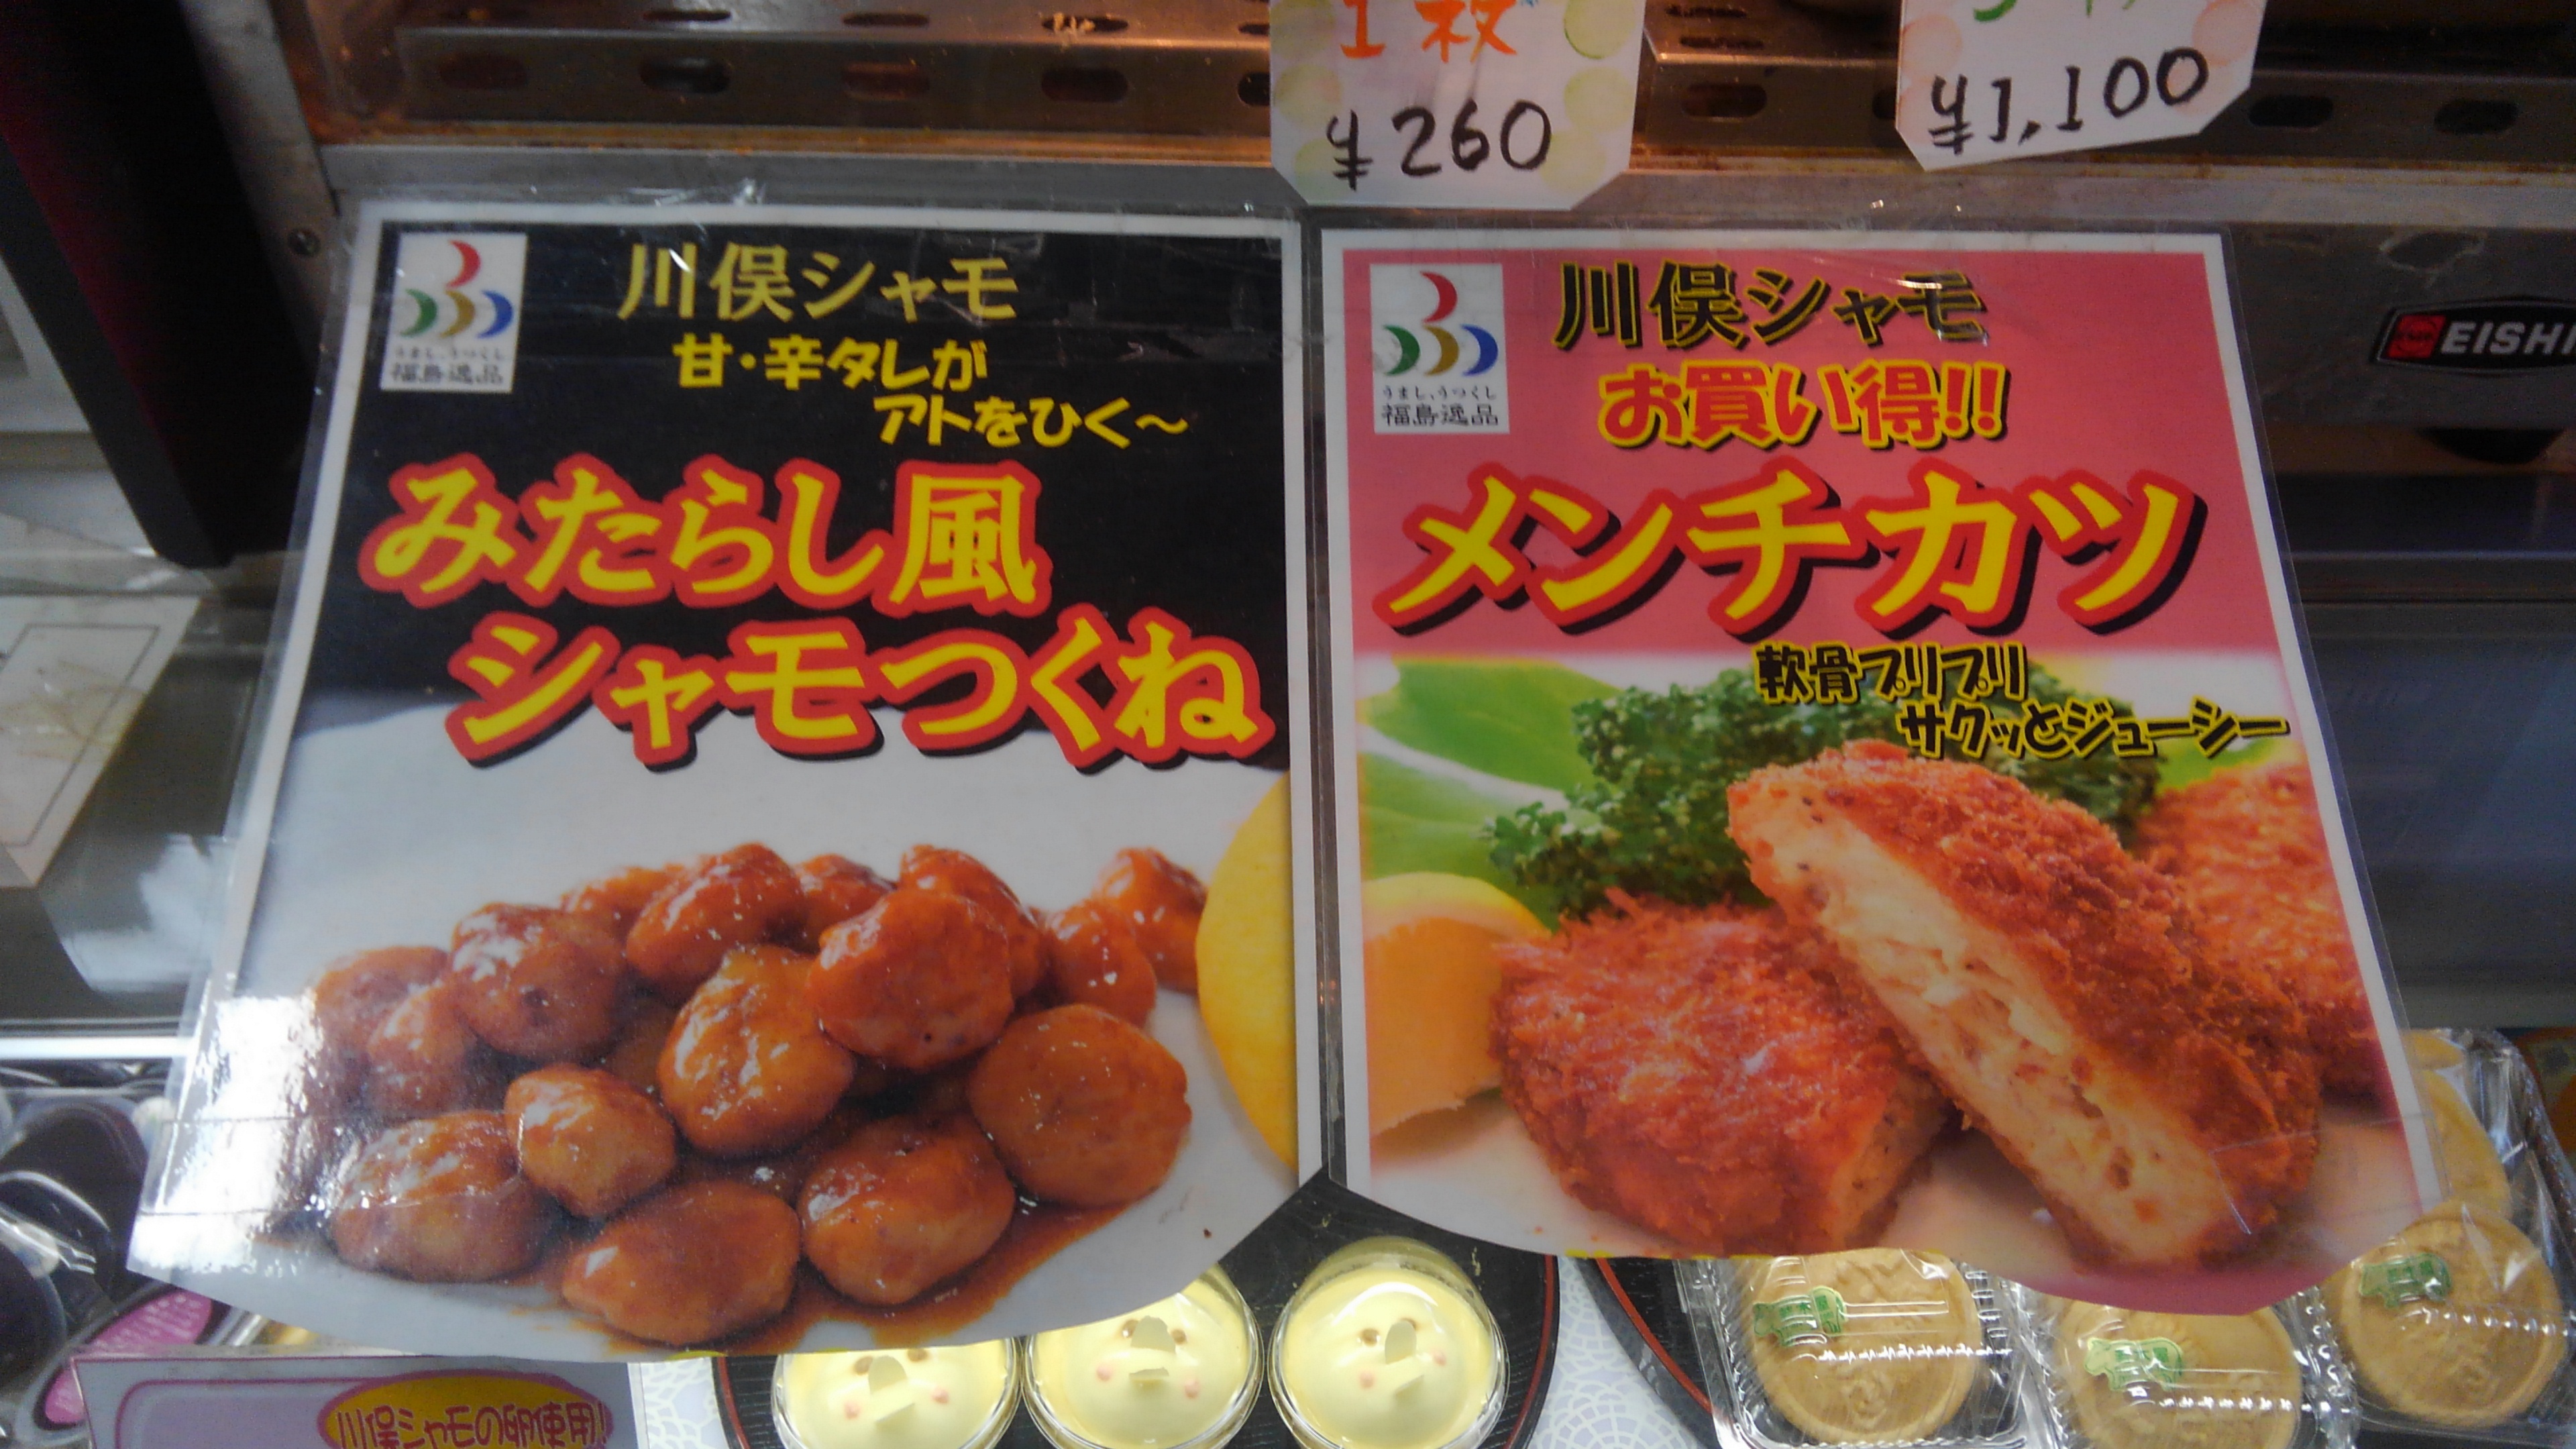 1枚
¥260
¥1,100
EISHI
うまし、うつくし
福島逸品
川俣シャモ
甘・辛タレが
アトをひく～
みたらし風
シャモつくね
うまし、うつくし
福島逸品
川俣シャモ
お買い得!!
メンチカツ
軟骨プリプリ
サクッとジューシー
川俣シャモの卵使用!